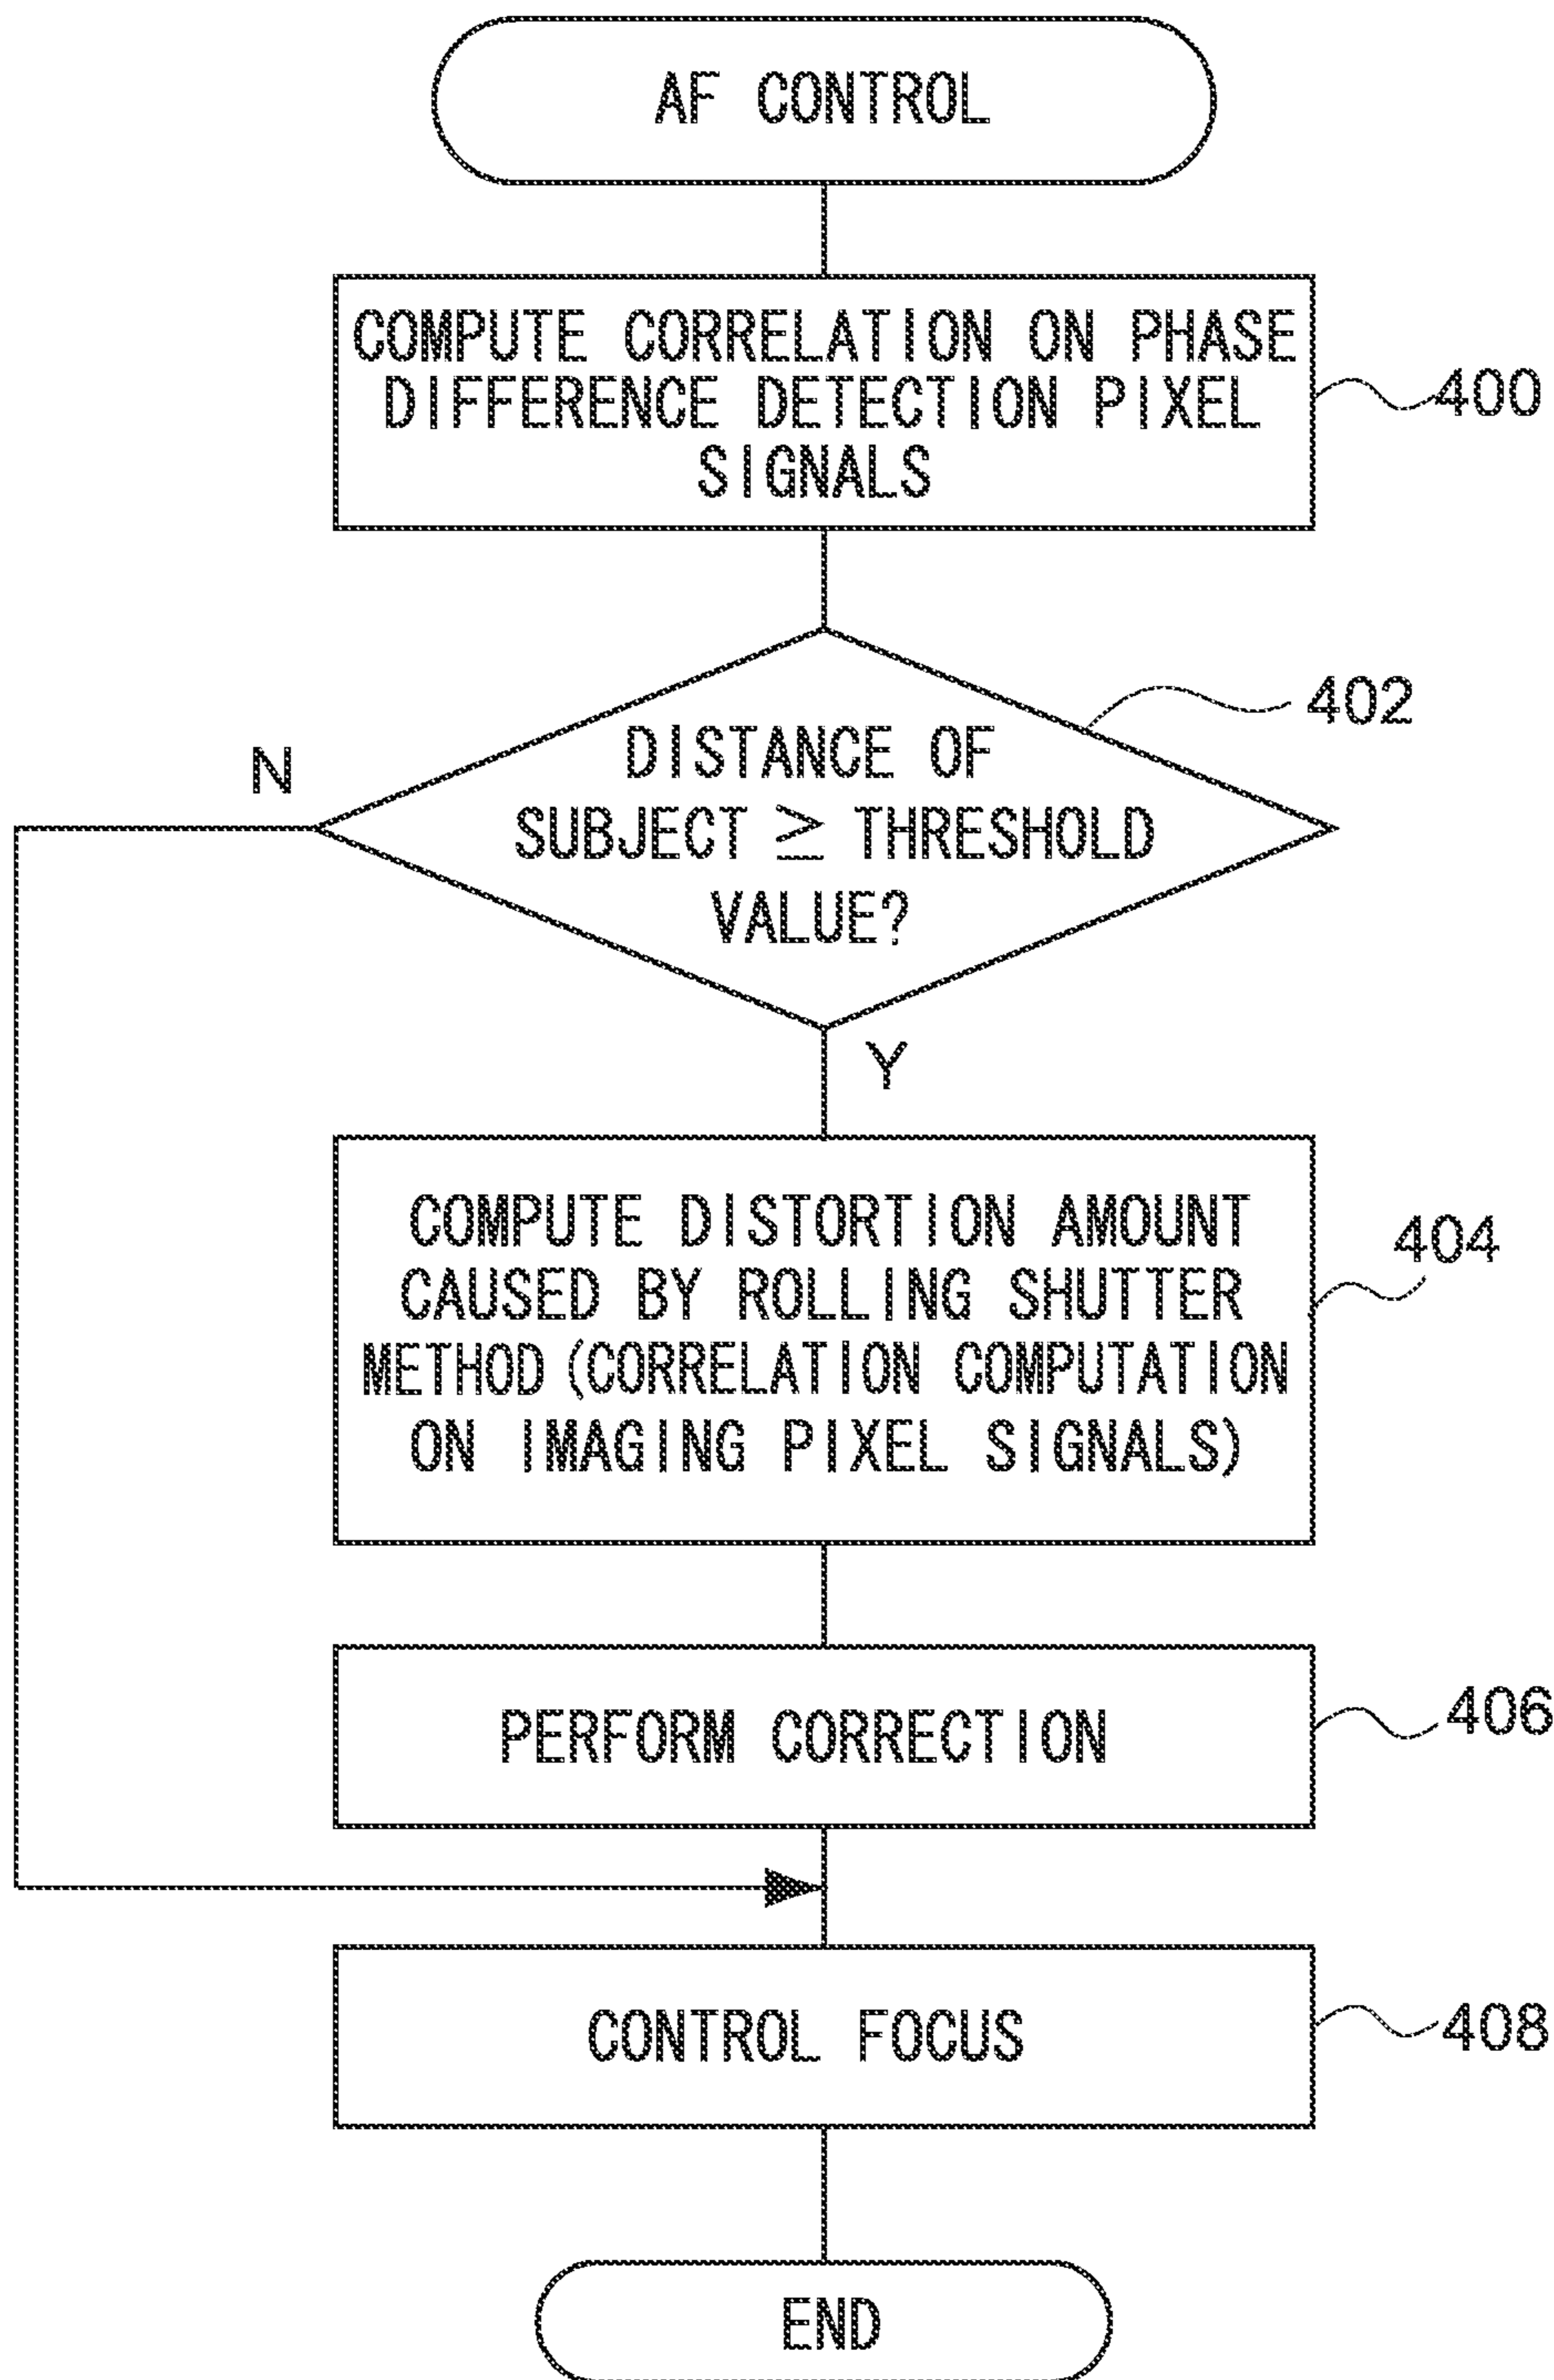 AF CONTROL
COMPUTE CORRELATION ON PHASE
DIFFERENCE DETECTION PIXEL
SIGNALS
400
402
N
DISTANCE OF
SUBJECT ≧ THRESHOLD
VALUE?
Y
COMPUTE DISTORTION AMOUNT
CAUSED BY ROLLING SHUTTER
METHOD (CORRELATION COMPUTATION
ON IMAGING PIXEL SIGNALS)
404
PERFORM CORRECTION
406
CONTROL FOCUS
408
END